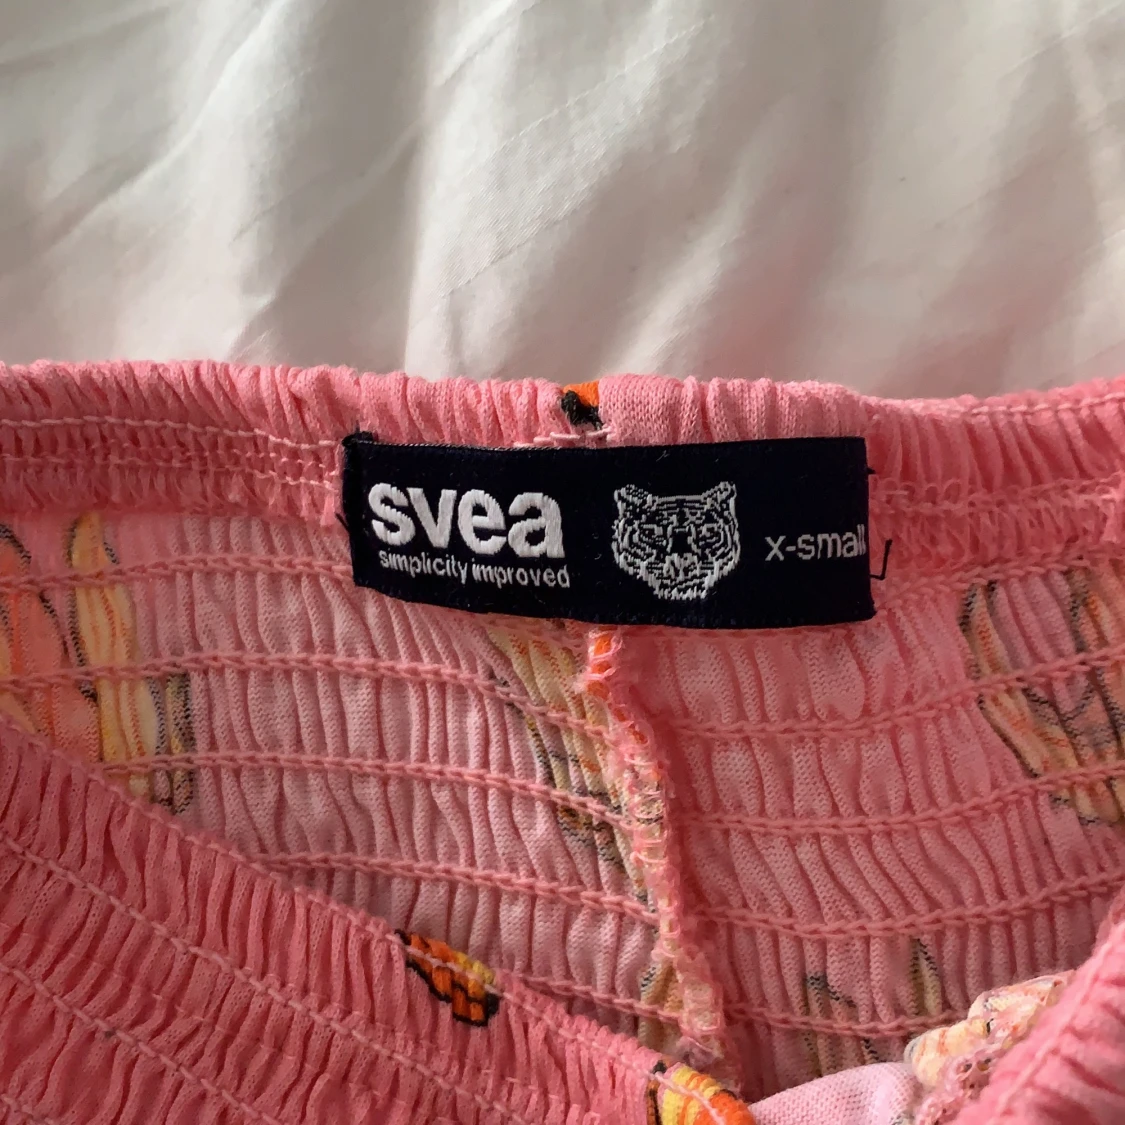 svea
simplicity improved
x-small